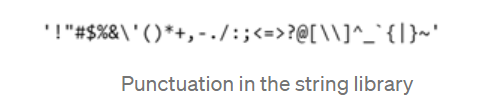 '!"#$%&\'()*+,-./:;<=>?@[\\]^_`{|}~'
Punctuation in the string library